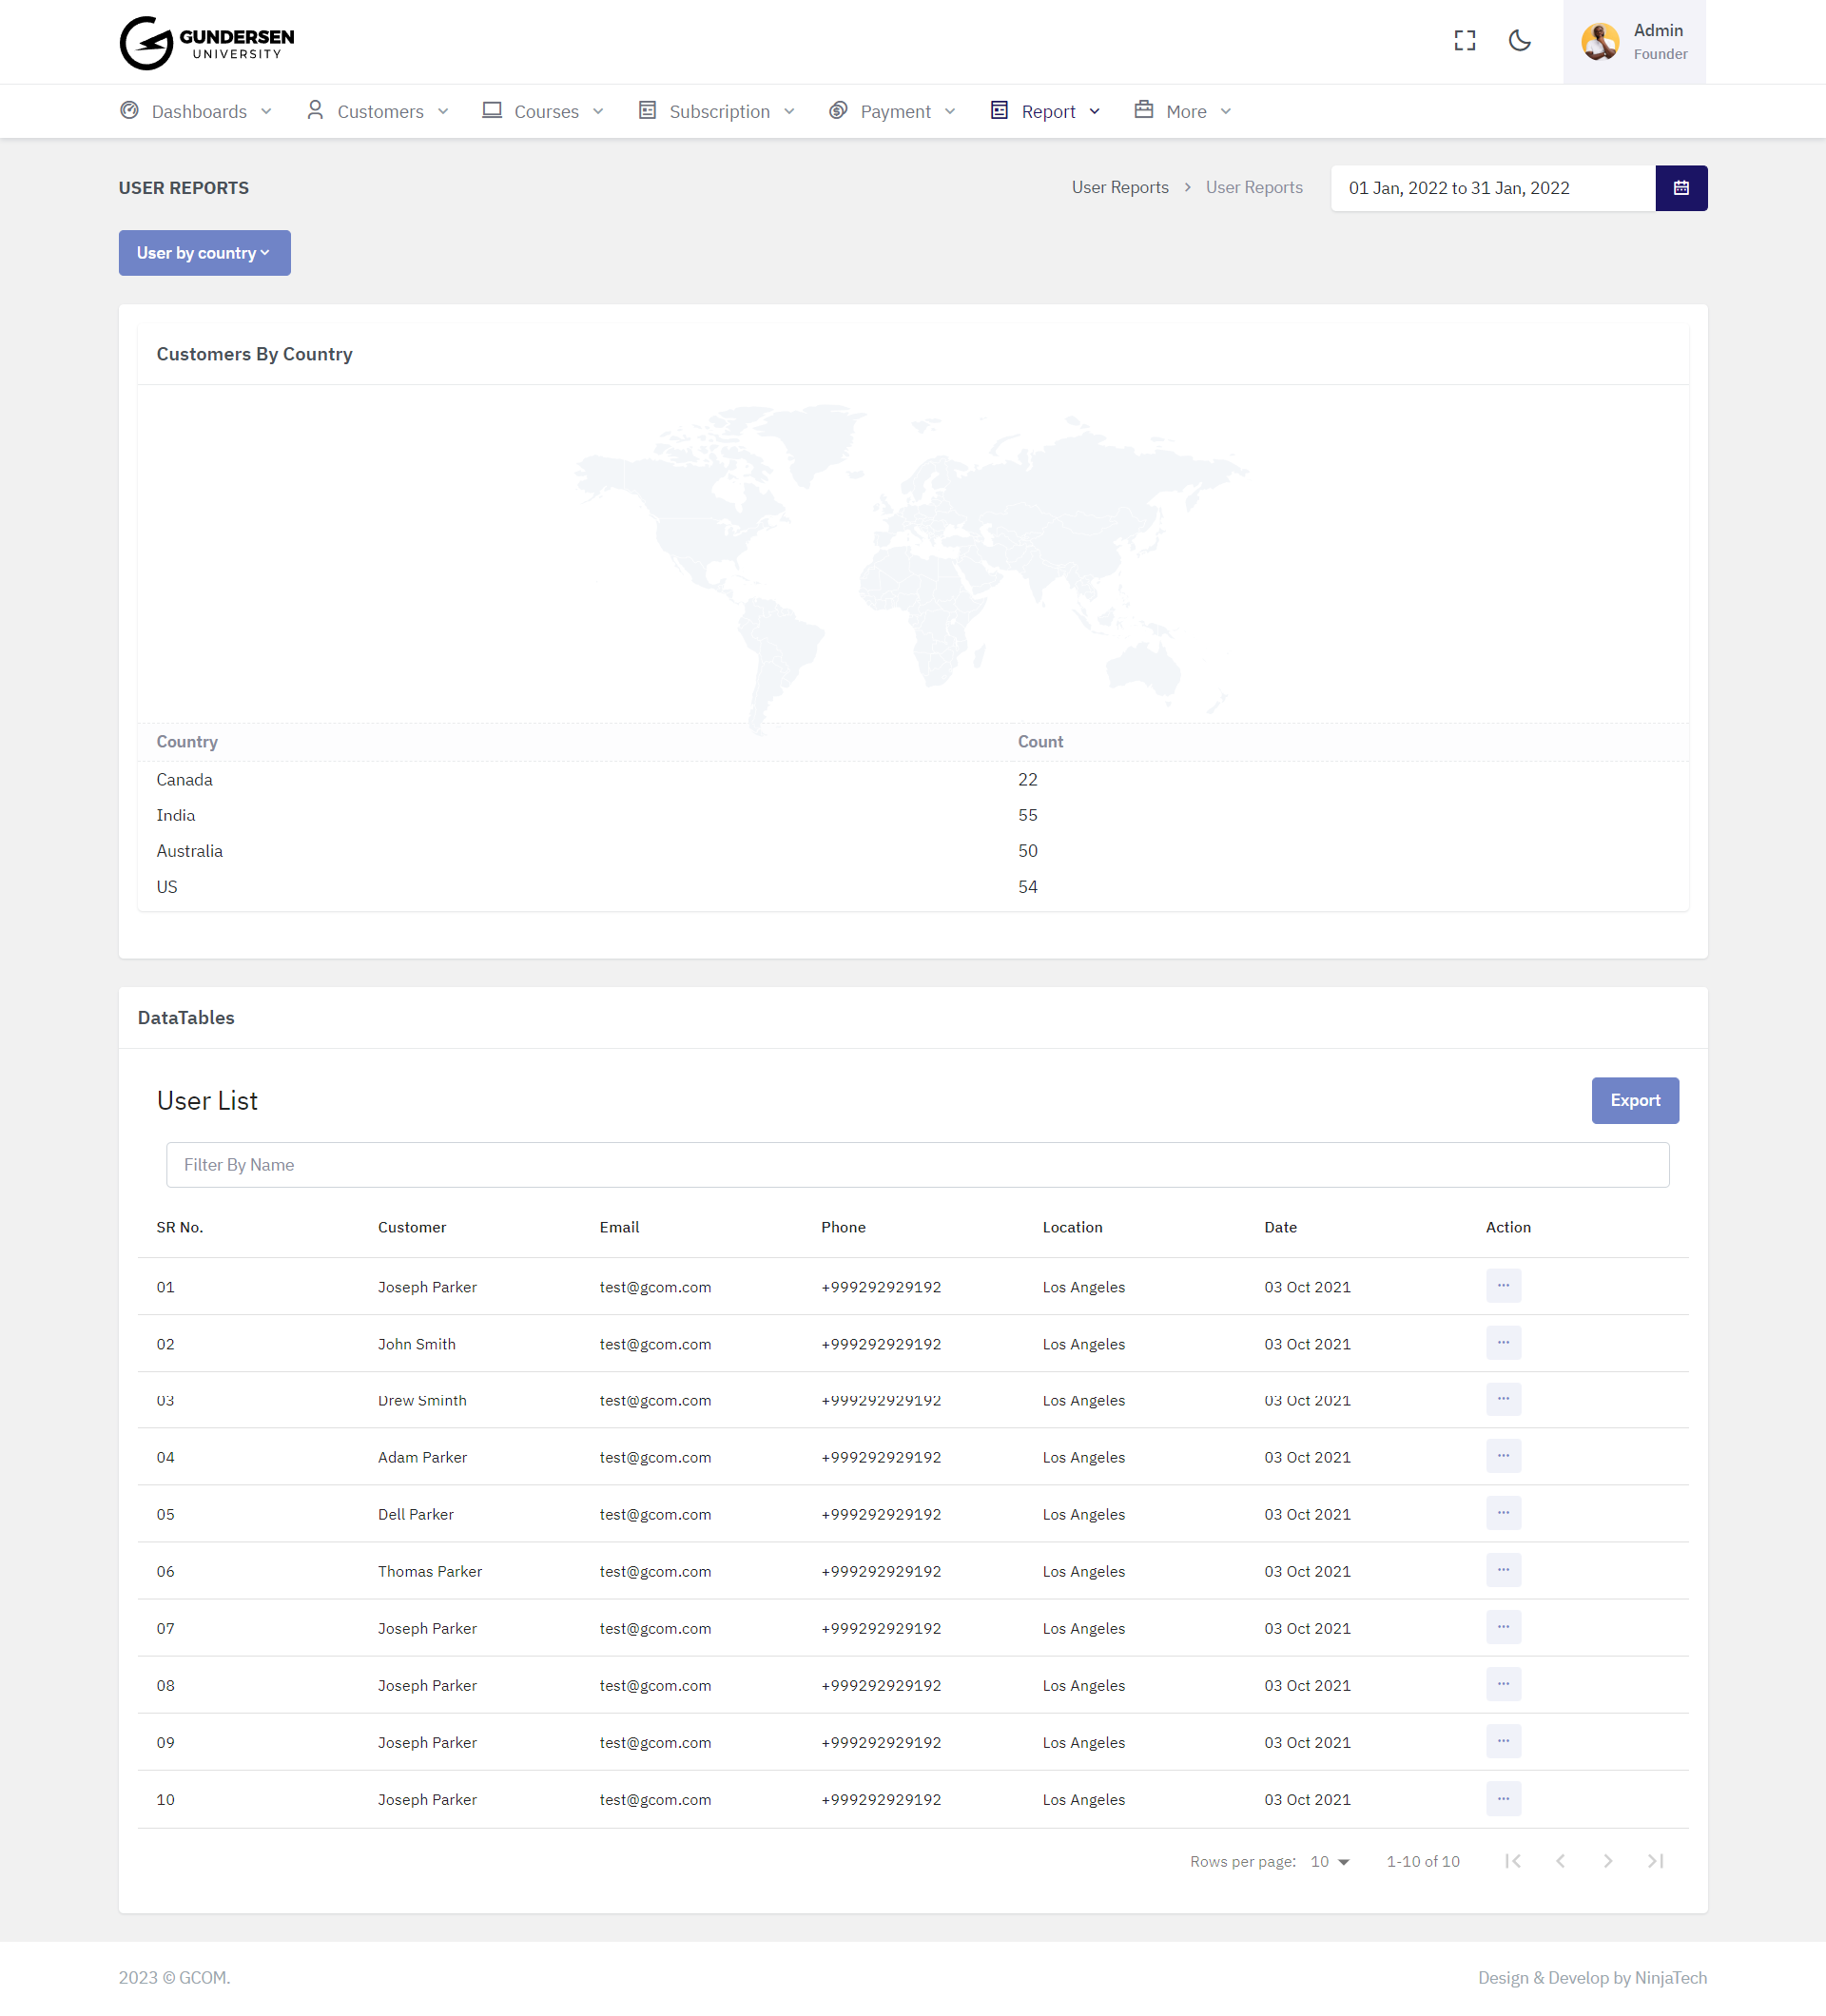 GUNDERSEN
UNIVERSITY
Admin
Founder
Dashboards Customers Courses Subscription Payment Report More
USER REPORTS
User Reports > User Reports
01 Jan, 2022 to 31 Jan, 2022
User by country
Customers By Country
Country Count
Canada 22
India 55
Australia 50
US 54
DataTables
User List
Export
Filter By Name
SR No. Customer Email Phone Location Date Action
01 Joseph Parker test@gcom.com +999292929192 Los Angeles 03 Oct 2021
02 John Smith test@gcom.com +999292929192 Los Angeles 03 Oct 2021
03 Drew Sminth test@gcom.com +999292929192 Los Angeles 03 Oct 2021
04 Adam Parker test@gcom.com +999292929192 Los Angeles 03 Oct 2021
05 Dell Parker test@gcom.com +999292929192 Los Angeles 03 Oct 2021
06 Thomas Parker test@gcom.com +999292929192 Los Angeles 03 Oct 2021
07 Joseph Parker test@gcom.com +999292929192 Los Angeles 03 Oct 2021
08 Joseph Parker test@gcom.com +999292929192 Los Angeles 03 Oct 2021
09 Joseph Parker test@gcom.com +999292929192 Los Angeles 03 Oct 2021
10 Joseph Parker test@gcom.com +999292929192 Los Angeles 03 Oct 2021
Rows per page: 10 1-10 of 10
2023 © GCOM.
Design & Develop by NinjaTech